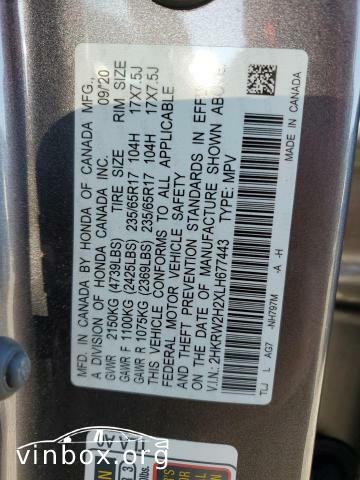 MFD. IN CANADA BY HONDA OF CANADA MFG.,
A DIVISION OF HONDA CANADA INC. 09/20
GVWR 2150KG (4739LBS) TIRE SIZE RIM SIZE
GAWR F 1100KG (2425LBS) 235/65R17 104H 17X7.5J
GAWR R 1075KG (2369LBS) 235/65R17 104H 17X7.5J
THIS VEHICLE CONFORMS TO ALL APPLICABLE
FEDERAL MOTOR VEHICLE SAFETY
AND THEFT PREVENTION STANDARDS IN EFFECT
ON THE DATE OF MANUFACTURE SHOWN ABOVE.
V.I.N.: 2HKRW2H2XLH677443 TYPE: MPV
TLJ L AG7 -NH797M -A -H
MADE IN CANADA
vinbox.org